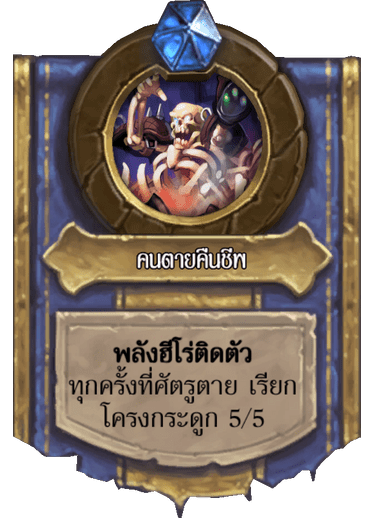 คนตายคืนชีพ
พลังฮีโร่ติดตัว
ทุกครั้งที่ศัตรูตาย เรียก
โครงกระดูก 5/5